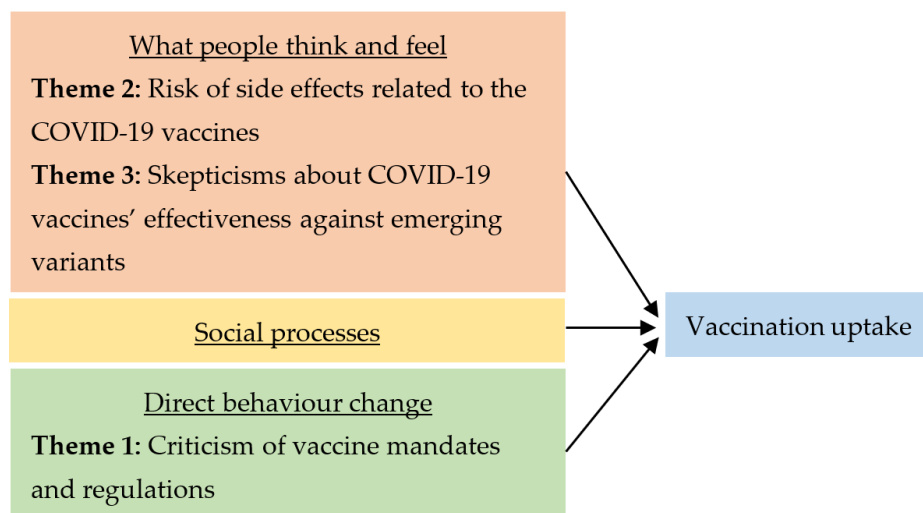 What people think and feel
Theme 2: Risk of side effects related to the
COVID-19 vaccines
Theme 3: Skepticisms about COVID-19
vaccines’ effectiveness against emerging
variants
Social processes
Vaccination uptake
Direct behaviour change
Theme 1: Criticism of vaccine mandates
and regulations